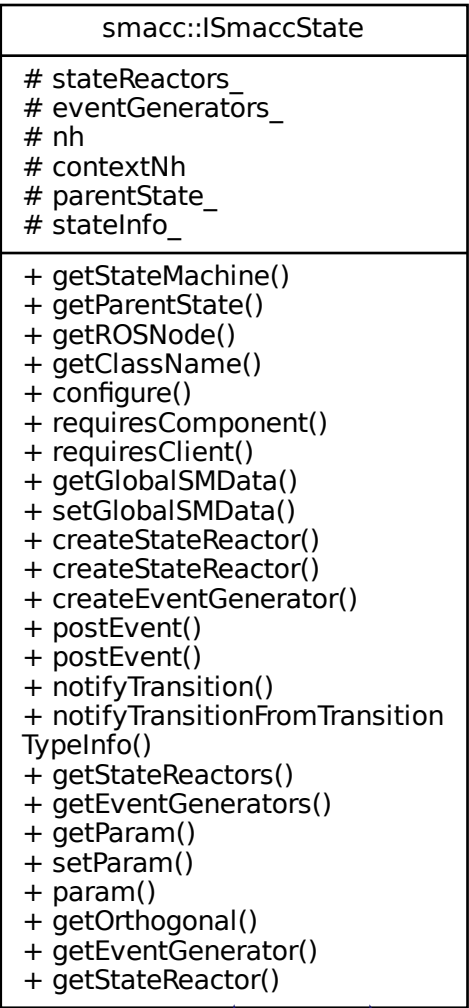 smacc::ISmaccState
# stateReactors_
# eventGenerators_
# nh
# contextNh
# parentState_
# stateInfo_
+ getStateMachine()
+ getParentState()
+ getROSNode()
+ getClassName()
+ configure()
+ requiresComponent()
+ requiresClient()
+ getGlobalSMData()
+ setGlobalSMData()
+ createStateReactor()
+ createStateReactor()
+ createEventGenerator()
+ postEvent()
+ postEvent()
+ notifyTransition()
+ notifyTransitionFromTransition
TypeInfo()
+ getStateReactors()
+ getEventGenerators()
+ getParam()
+ setParam()
+ param()
+ getOrthogonal()
+ getEventGenerator()
+ getStateReactor()